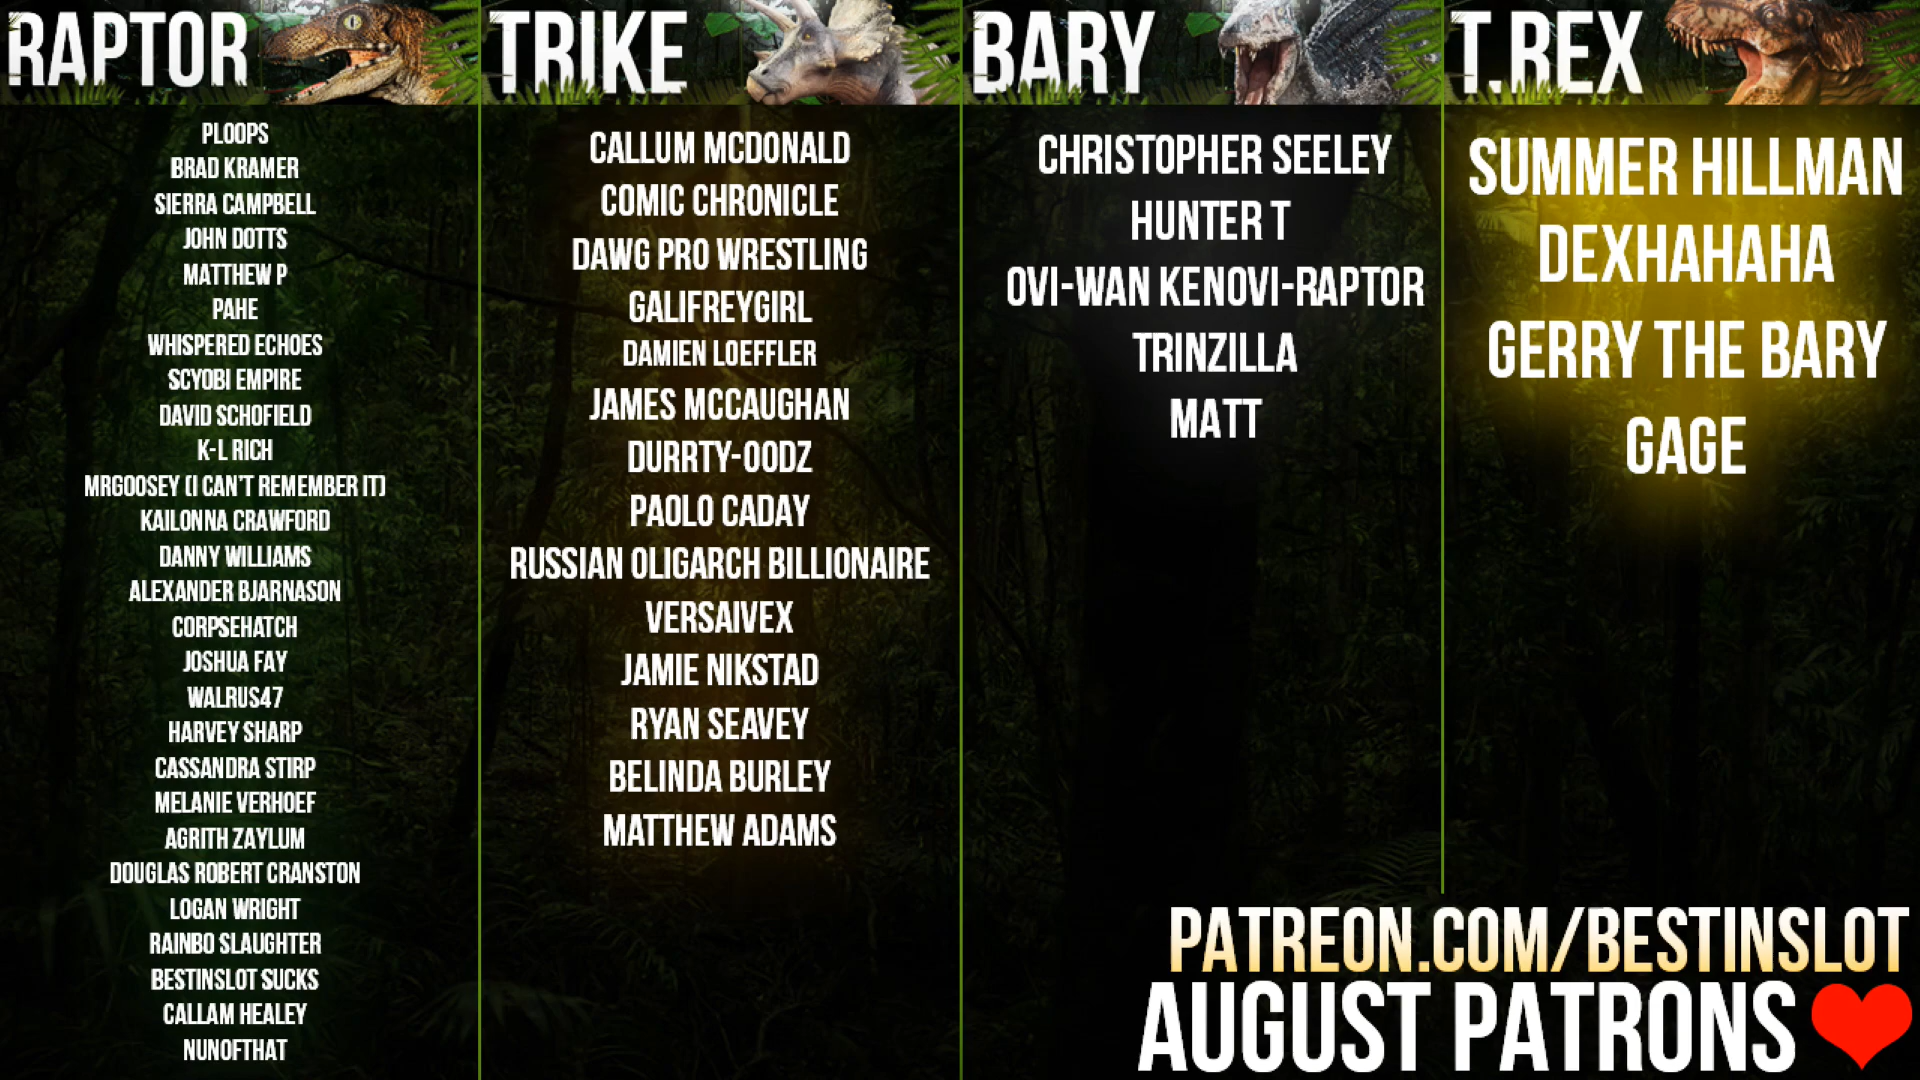 RAPTOR
PLOOPS
BRAD KRAMER
SIERRA CAMPBELL
JOHN DOTTS
MATTHEW P
PAHE
WHISPERED ECHOES
SCYOBI EMPIRE
DAVID SCHOFIELD
K-L RICH
MRGOOSEY (I CAN'T REMEMBER IT)
KAILONNA CRAWFORD
DANNY WILLIAMS
ALEXANDER BJARNASON
CORPSEHATCH
JOSHUA FAY
WALRUS47
HARVEY SHARP
CASSANDRA STIRP
MELANIE VERHOEF
AGRITH ZAYLUM
DOUGLAS ROBERT CRANSTON
LOGAN WRIGHT
RAINBO SLAUGHTER
BESTINSLOT SUCKS
CALLAM HEALEY
NUNOFTHAT
TRIKE
CALLUM MCDONALD
COMIC CHRONICLE
DAWG PRO WRESTLING
GALIFREYGIRL
DAMIEN LOEFFLER
JAMES MCCAUGHAN
DURRTY-OODZ
PAOLO CADAY
RUSSIAN OLIGARCH BILLIONAIRE
VERSAIVEX
JAMIE NIKSTAD
RYAN SEAVEY
BELINDA BURLEY
MATTHEW ADAMS
BARY
CHRISTOPHER SEELEY
HUNTER T
OVI-WAN KENOVI-RAPTOR
TRINZILLA
MATT
T.REX
SUMMER HILLMAN
DEXHAHAHA
GERRY THE BARY
GAGE
PATREON.COM/BESTINSLOT
AUGUST PATRONS